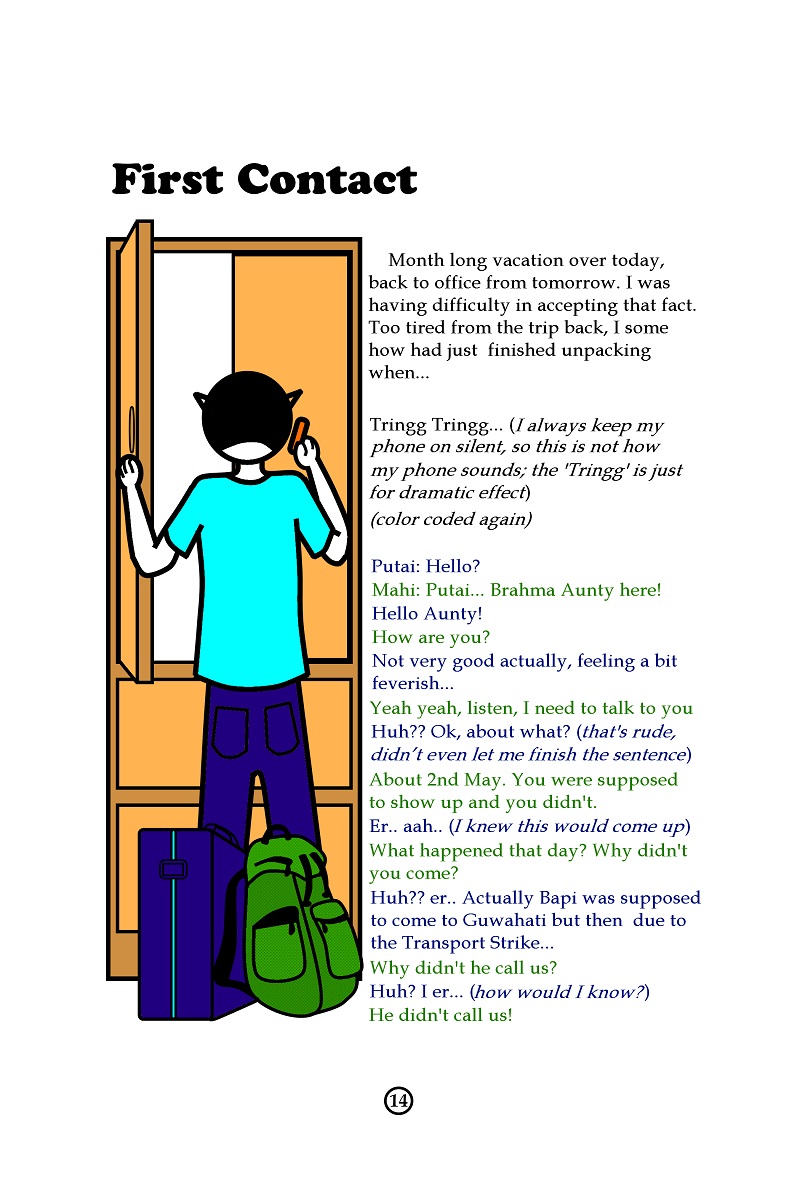 First Contact
Month long vacation over today,
back to office from tomorrow. I was
having difficulty in accepting that fact.
Too tired from the trip back, I some
how had just  finished unpacking
when...
Tringg Tringg... (I always keep my
phone on silent, so this is not how
my phone sounds; the 'Tringg' is just
for dramatic effect)
(color coded again)
Putai: Hello?
Mahi: Putai... Brahma Aunty here!
Hello Aunty!
How are you?
Not very good actually, feeling a bit
feverish...
Yeah yeah, listen, I need to talk to you
Huh?? Ok, about what? (that's rude,
didn’t even let me finish the sentence)
About 2nd May. You were supposed
to show up and you didn't.
Er.. aah.. (I knew this would come up)
What happened that day? Why didn't
you come?
Huh?? er.. Actually Bapi was supposed
to come to Guwahati but then  due to
the Transport Strike...
Why didn't he call us?
Huh? I er... (how would I know?)
He didn't call us!
14